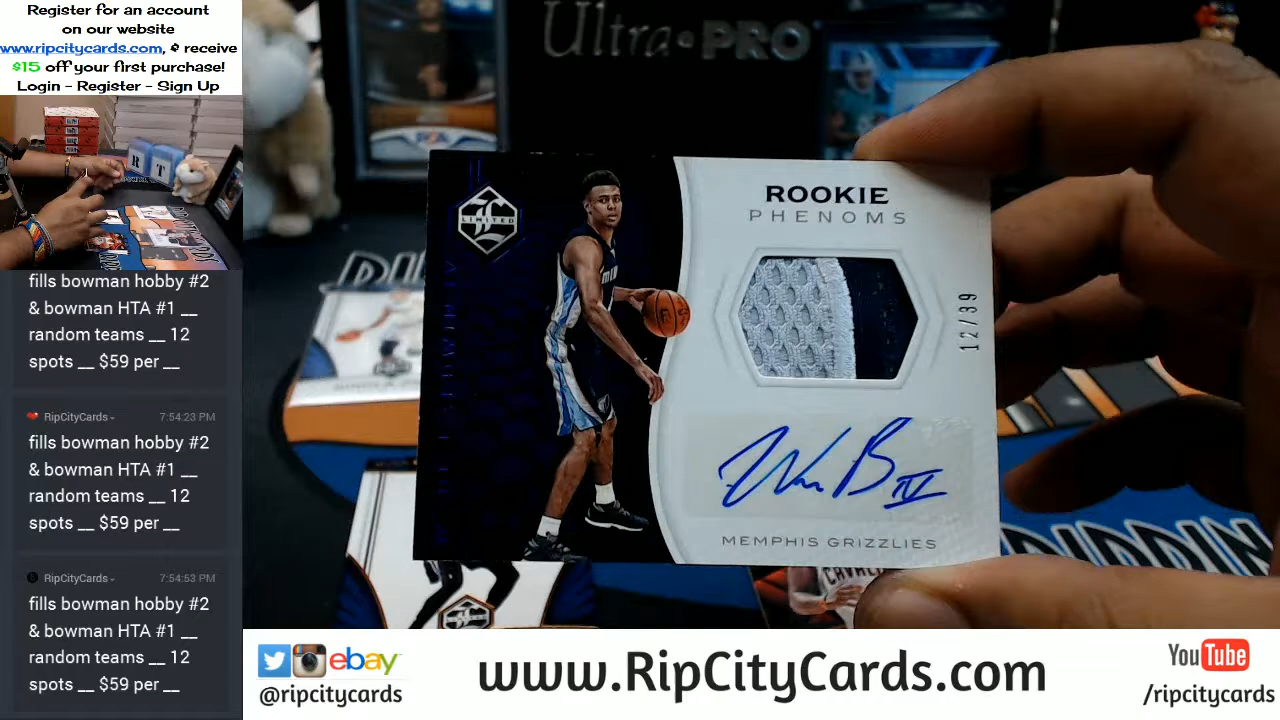 Register for an account
on our website
www.ripcitycards.com, & receive
$15 off your first purchase!
Login - Register - Sign Up
R T
fills bowman hobby #2
& bowman HTA #1 __
random teams __ 12
spots __ $59 per __
RipCityCards 7:54:23 PM
fills bowman hobby #2
& bowman HTA #1 __
random teams __ 12
spots __ $59 per __
RipCityCards 7:54:53 PM
fills bowman hobby #2
& bowman HTA #1 __
random teams __ 12
spots __ $59 per __
Ultra PRO
LIMITED
ROOKIE
PHENOMS
12/39
MEMPHIS GRIZZLIES
ebay
@ripcitycards
www.RipCityCards.com
YouTube
/ripcitycards